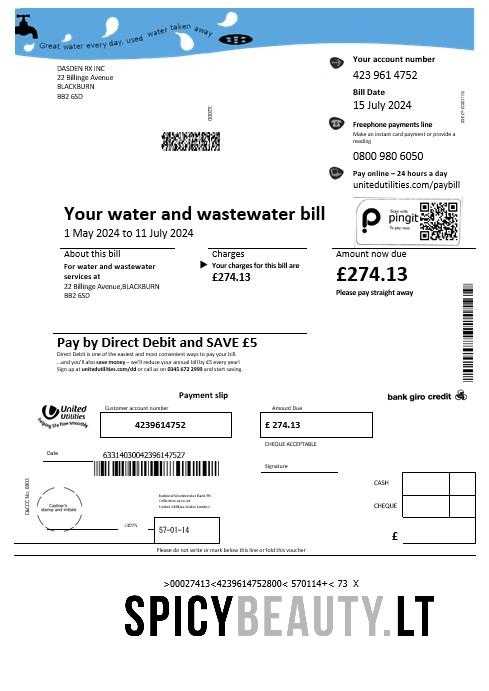 Great water every day, used water taken away
DASDEN RX INC
22 Billinge Avenue
BLACKBURN
BB2 6SD
Your account number
423 961 4752
Bill Date
15 July 2024
Freephone payments line
Make an instant card payment or provide a
reading
0800 980 6050
Pay online – 24 hours a day
unitedutilities.com/paybill
Scan with
pingit
To pay now
Your water and wastewater bill
1 May 2024 to 11 July 2024
About this bill
For water and wastewater
services at
22 Billinge Avenue,BLACKBURN
BB2 6SD
Charges
Your charges for this bill are
£274.13
Amount now due
£274.13
Please pay straight away
Pay by Direct Debit and SAVE £5
Direct Debit is one of the easiest and most convenient ways to pay your bill.
...and you'll also save money – we'll reduce your annual bill by £5 every year!
Sign up at unitedutilities.com/dd or call us on 0345 672 2999 and start saving.
Payment slip
bank giro credit
United
Utilities
helping life flow smoothly
Customer account number
4239614752
Amount Due
£ 274.13
CHEQUE ACCEPTABLE
Date
63314030042396147527
Signature
CASH
CHEQUE
£
Cashier's
stamp and initials
National Westminster Bank Plc
Collection account
United Utilities Water Limited
57-01-14
Please do not write or mark below this line or fold this voucher
>00027413<4239614752800< 570114+< 73 X
SPICYBEAUTY.LT